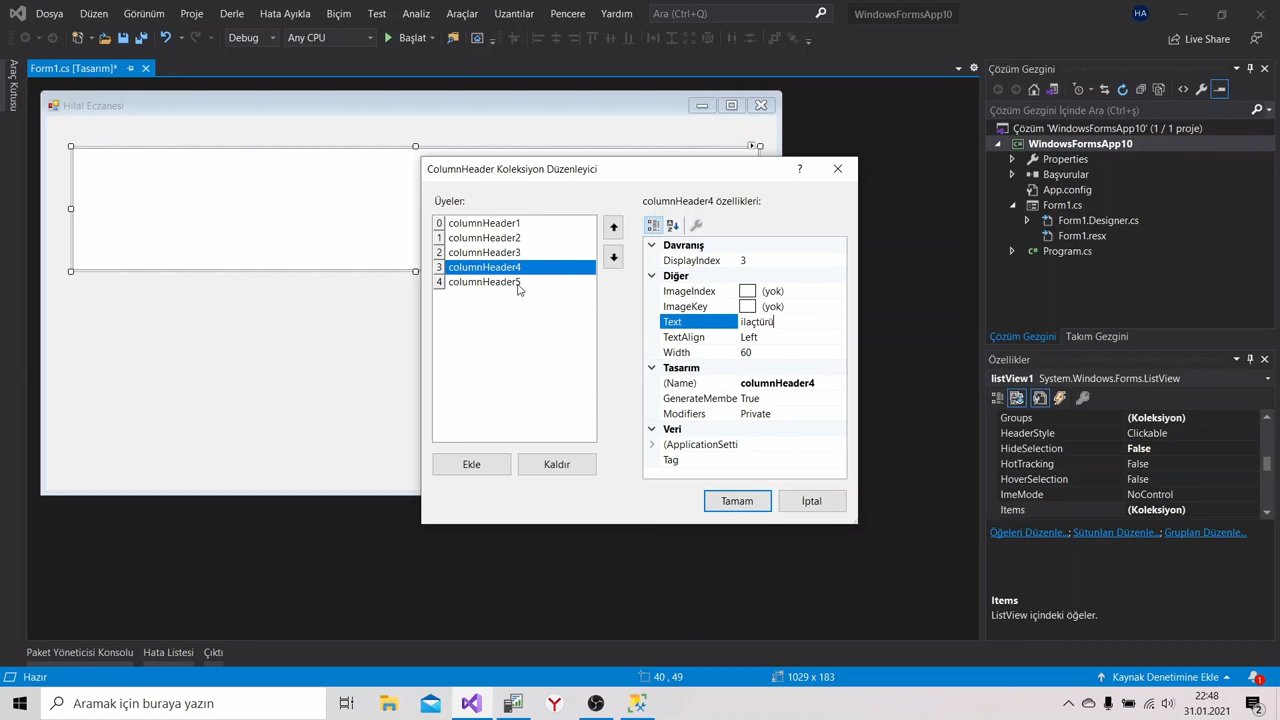 Dosya Düzen Görünüm Proje Derle Hata Ayıkla Biçim Test Analiz Araçlar Uzantılar Pencere Yardım Ara (Ctrl+Q) WindowsFormsApp10 HA
Debug Any CPU Başlat Live Share
Form1.cs [Tasarım]*
Araç Kutusu
Hilal Eczanesi
ColumnHeader Koleksiyon Düzenleyici ?
Üyeler:
0 columnHeader1
1 columnHeader2
2 columnHeader3
3 columnHeader4
4 columnHeader5
Ekle Kaldır
columnHeader4 özellikleri:
Davranış
DisplayIndex 3
Diğer
ImageIndex (yok)
ImageKey (yok)
Text ilaçtürü
TextAlign Left
Width 60
Tasarım
(Name) columnHeader4
GenerateMembe True
Modifiers Private
Veri
(ApplicationSetti
Tag
Tamam İptal
Çözüm Gezgini
Çözüm Gezgini İçinde Ara (Ctrl+ş)
Çözüm 'WindowsFormsApp10' (1 / 1 proje)
WindowsFormsApp10
Properties
Başvurular
App.config
Form1.cs
Form1.Designer.cs
Form1.resx
Program.cs
Çözüm Gezgini Takım Gezgini
Özellikler
listView1 System.Windows.Forms.ListView
Groups (Koleksiyon)
HeaderStyle Clickable
HideSelection False
HotTracking False
HoverSelection False
ImeMode NoControl
Items (Koleksiyon)
Öğeleri Düzenle...; Sütunları Düzenle...; Grupları Düzenle...
Items
ListView içindeki öğeler.
Paket Yöneticisi Konsolu Hata Listesi Çıktı
Hazır 40 , 49 1029 x 183 Kaynak Denetimine Ekle 1
Aramak için buraya yazın
22:48
31.01.2021
2